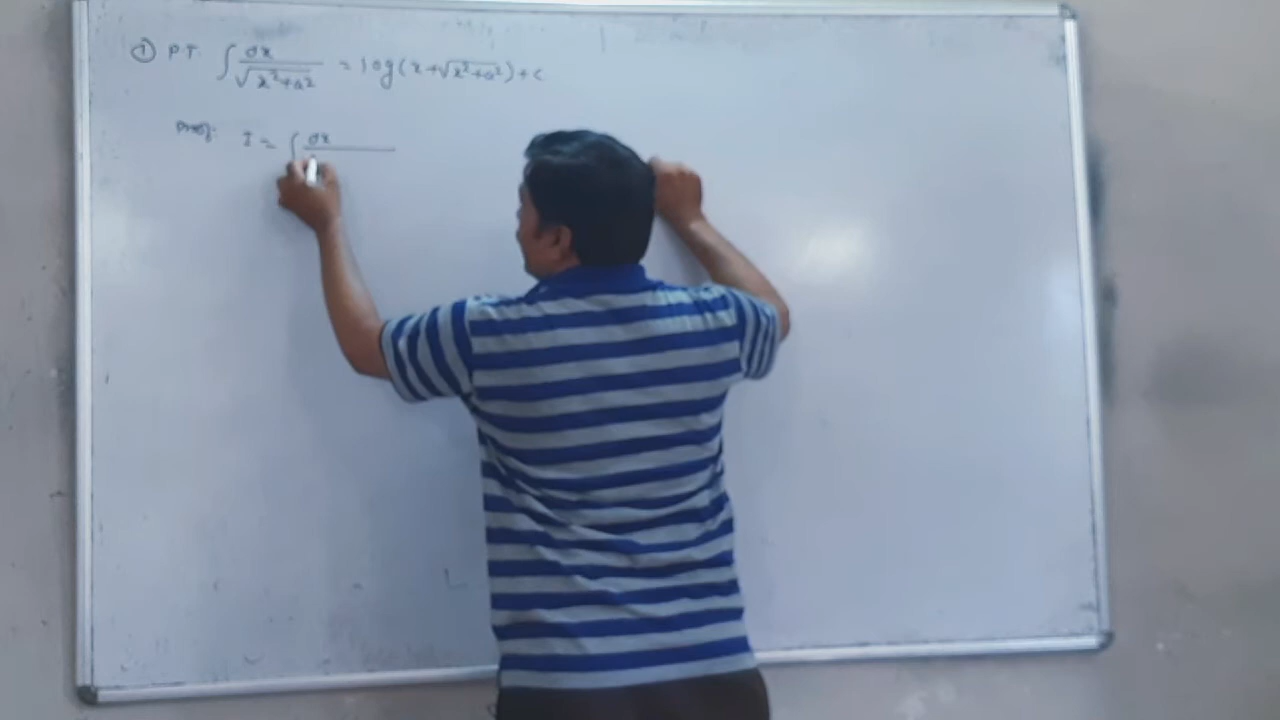 ① P.T. ∫ dx/√(x²+a²) = log(x+√(x²+a²))+c
Proof: I = ∫ dx